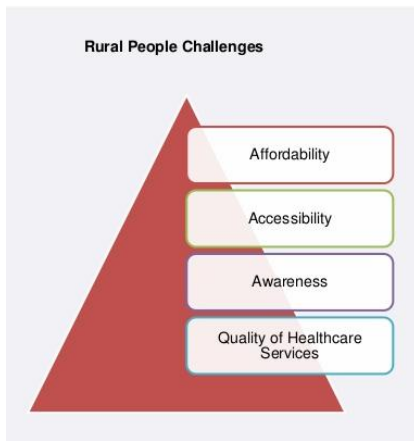 Rural People Challenges
Affordability
Accessibility
Awareness
Quality of Healthcare
Services